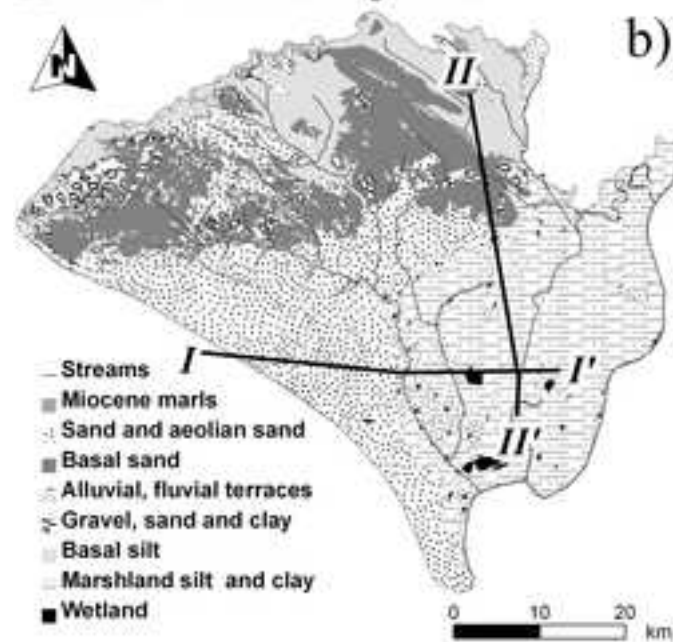 b)
N
II
I
I'
II'
Streams
Miocene marls
Sand and aeolian sand
Basal sand
Alluvial, fluvial terraces
Gravel, sand and clay
Basal silt
Marshland silt and clay
Wetland
0 10 20
km